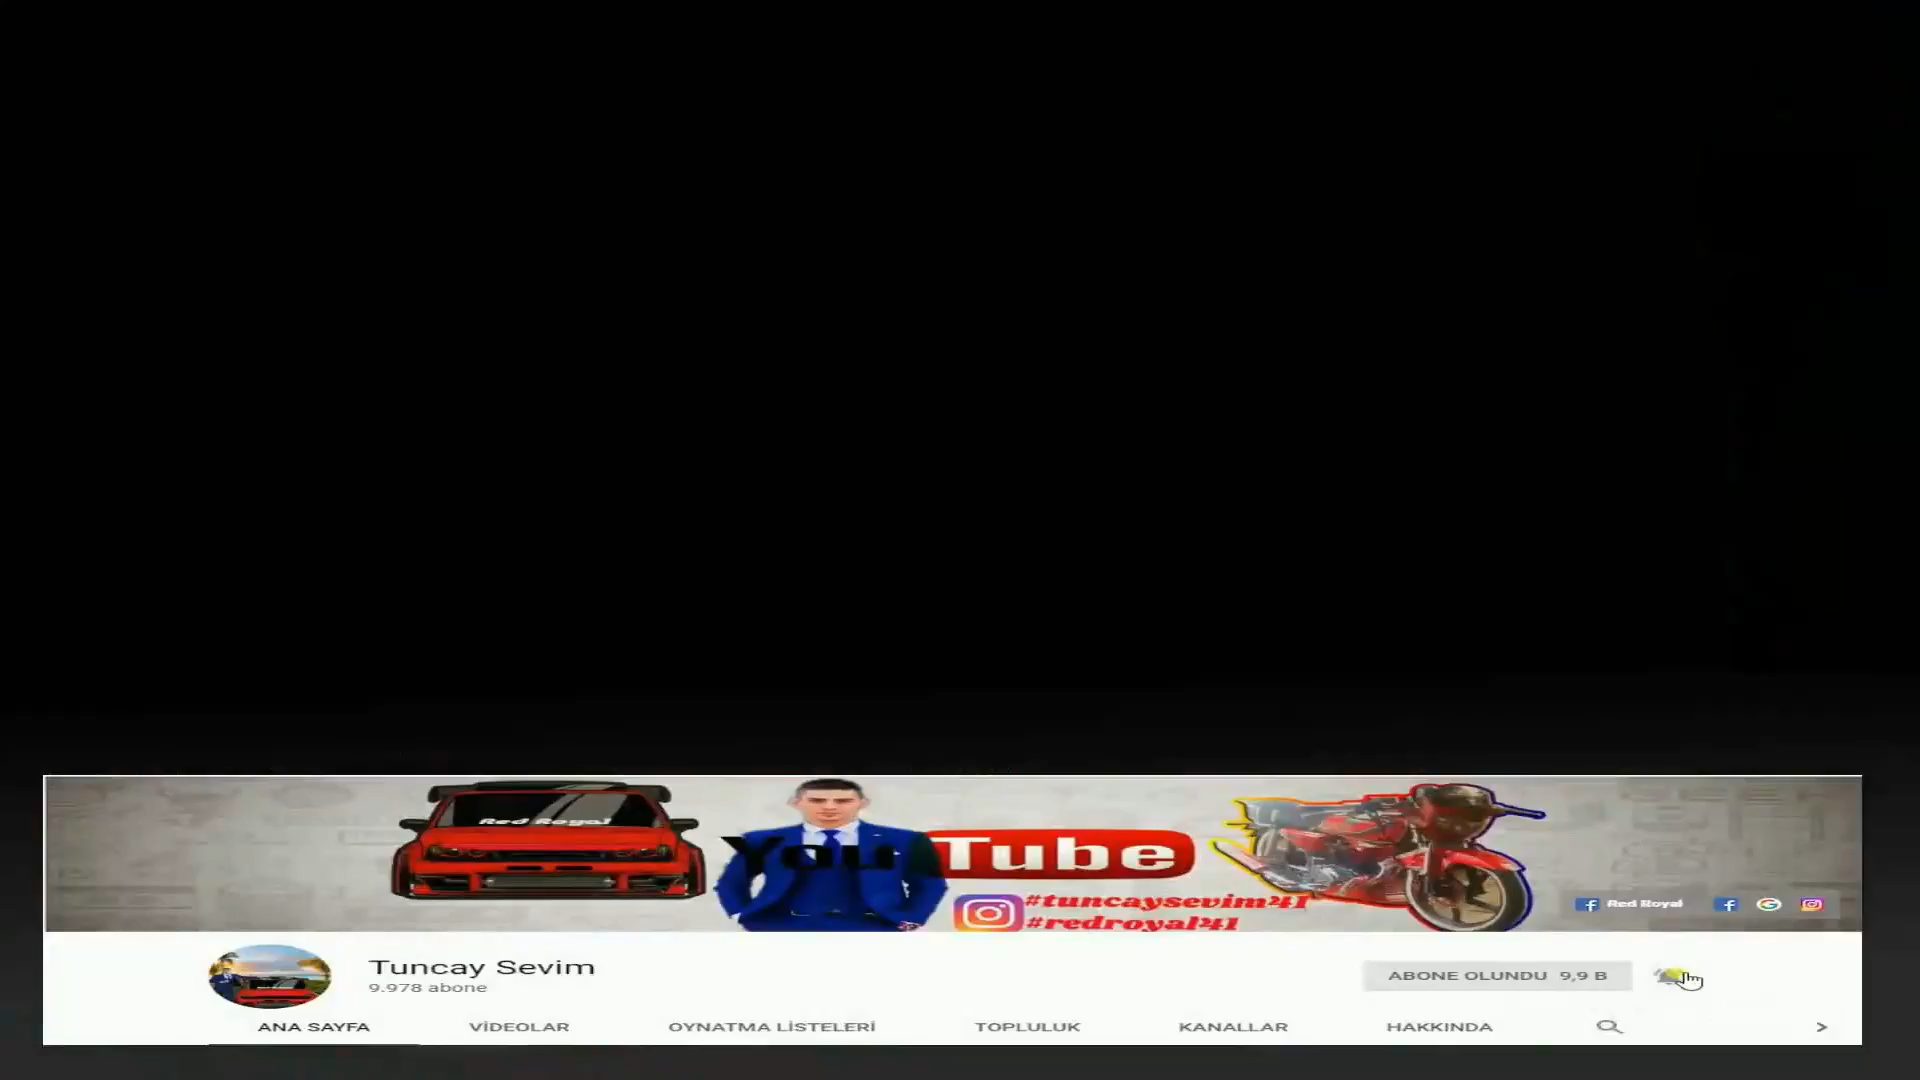 Red Royal
YouTube
#tuncaysevim41
#redroyal41
Red Royal
Tuncay Sevim
9.978 abone
ABONE OLUNDU 9,9 B
ANA SAYFA
VİDEOLAR
OYNATMA LİSTELERİ
TOPLULUK
KANALLAR
HAKKINDA